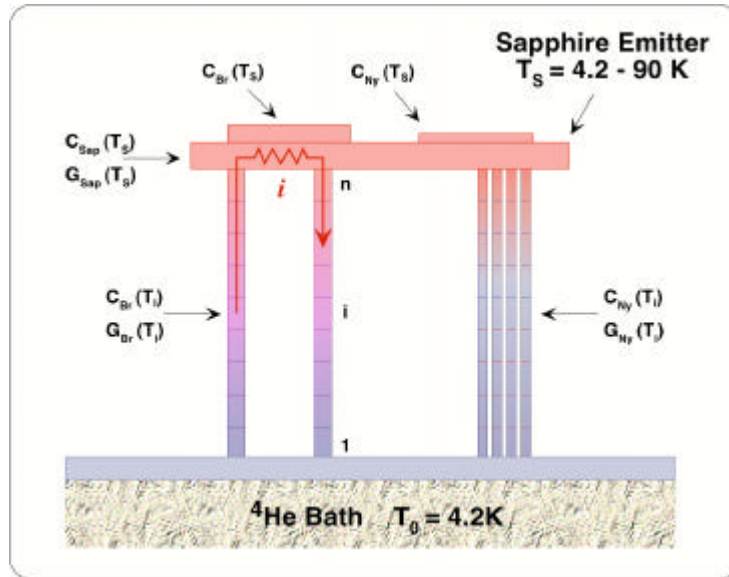 Sapphire Emitter
T_S = 4.2 - 90 K
C_Br (T_S)
C_Ny (T_S)
C_Sap (T_S)
G_Sap (T_S)
n
i
C_Br (T_i)
G_Br (T_i)
i
C_Ny (T_i)
G_Ny (T_i)
1
⁴He Bath T_0 = 4.2K